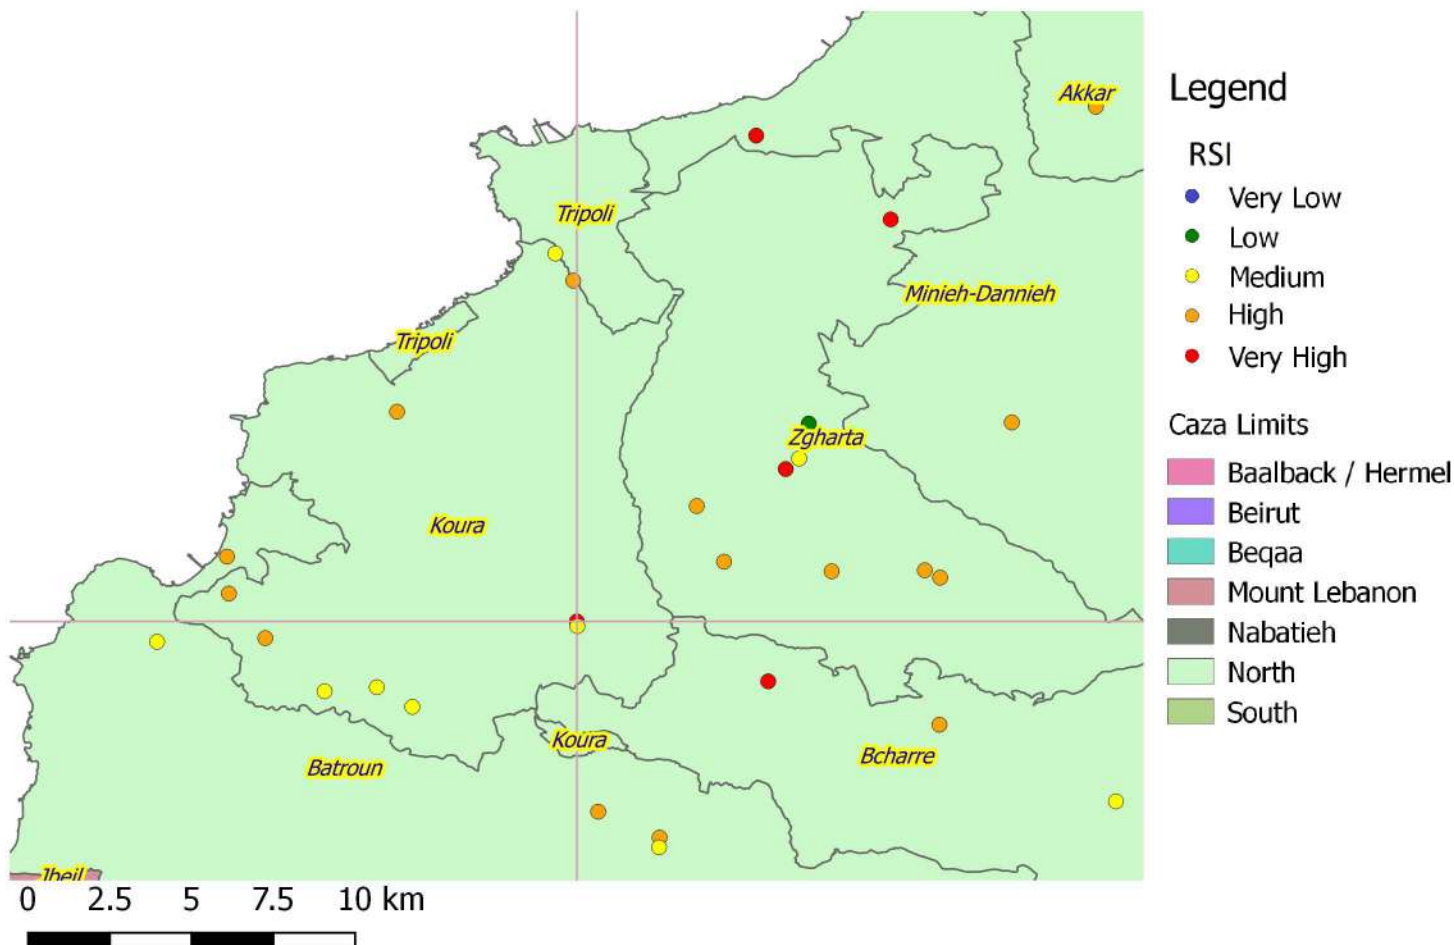 Akkar
Tripoli
Minieh-Dannieh
Tripoli
Zgharta
Koura
Koura
Bcharre
Batroun
Jbeil
0 2.5 5 7.5 10 km
Legend
RSI
Very Low
Low
Medium
High
Very High
Caza Limits
Baalback / Hermel
Beirut
Beqaa
Mount Lebanon
Nabatieh
North
South